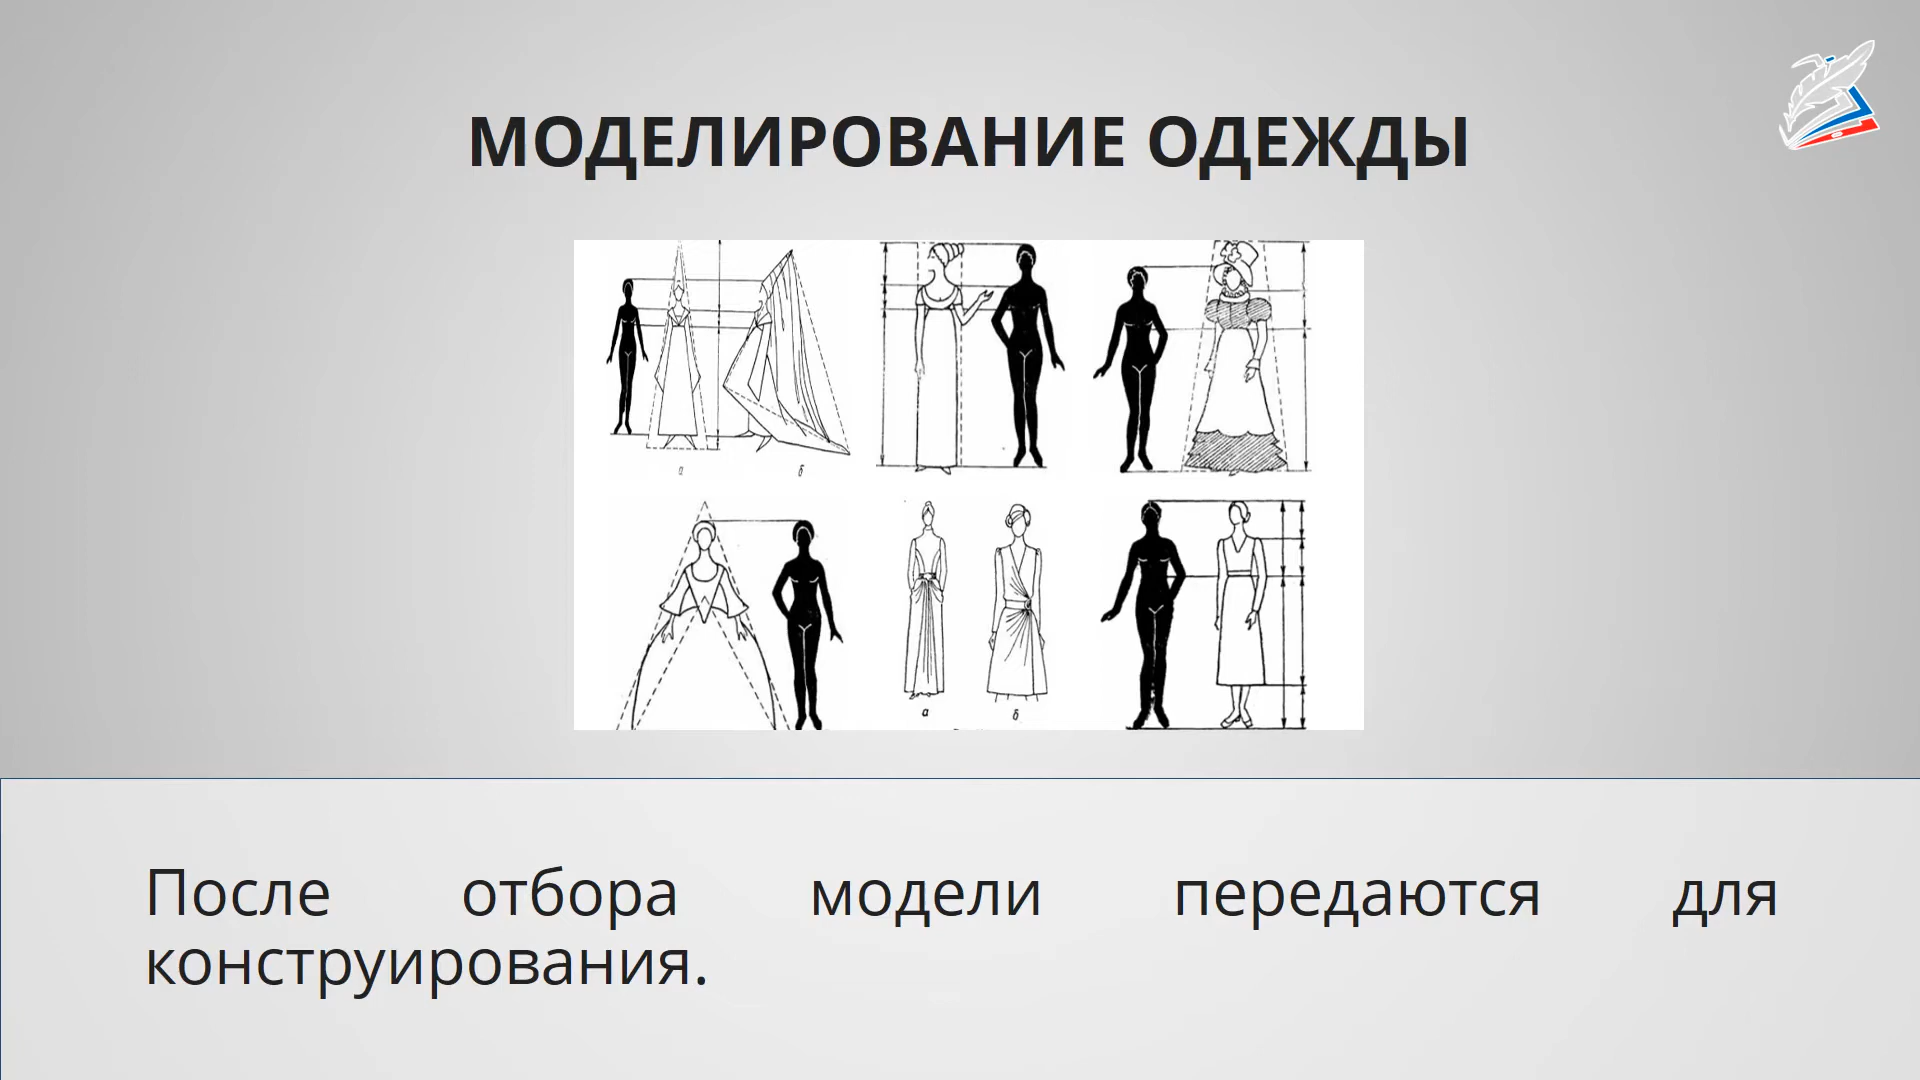 МОДЕЛИРОВАНИЕ ОДЕЖДЫ
а б
а б
После отбора модели передаются для
конструирования.